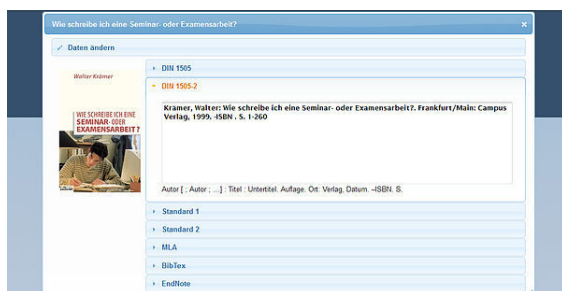 Wie schreibe ich eine Seminar- oder Examensarbeit?
Daten ändern
Walter Krämer
WIE SCHREIBE ICH EINE
SEMINAR- ODER
EXAMENSARBEIT?
DIN 1505
DIN 1505-2
Kramer, Walter: Wie schreibe ich eine Seminar- oder Examensarbeit?. Frankfurt/Main: Campus
Verlag, 1999. -ISBN . S. 1-260
Autor [ ; Autor ; ...] : Titel : Untertitel. Auflage. Ort: Verlag, Datum. –ISBN. S.
Standard 1
Standard 2
MLA
BibTex
EndNote